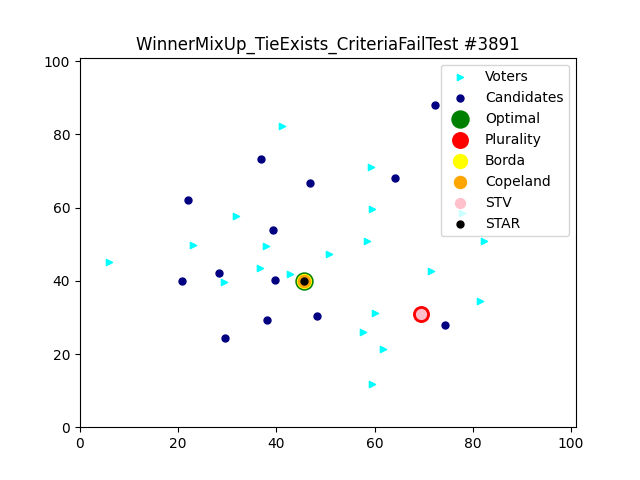 WinnerMixUp_TieExists_CriteriaFailTest #3891
100
80
60
40
20
0
0
20
40
60
80
100
Voters
Candidates
Optimal
Plurality
Borda
Copeland
STV
STAR